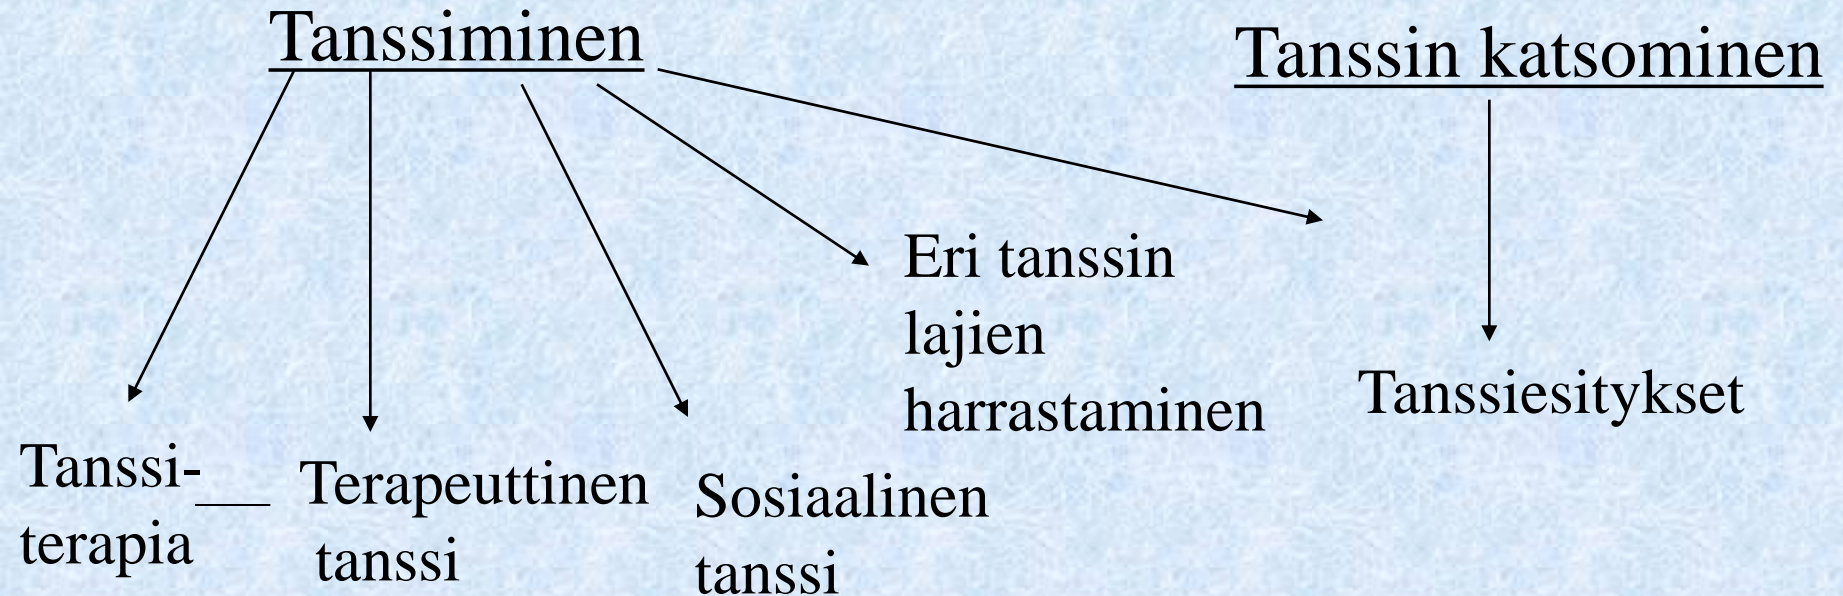 Tanssiminen
Tanssin katsominen
Eri tanssin
lajien
harrastaminen
Tanssiesitykset
Tanssi-
terapia
Terapeuttinen
tanssi
Sosiaalinen
tanssi